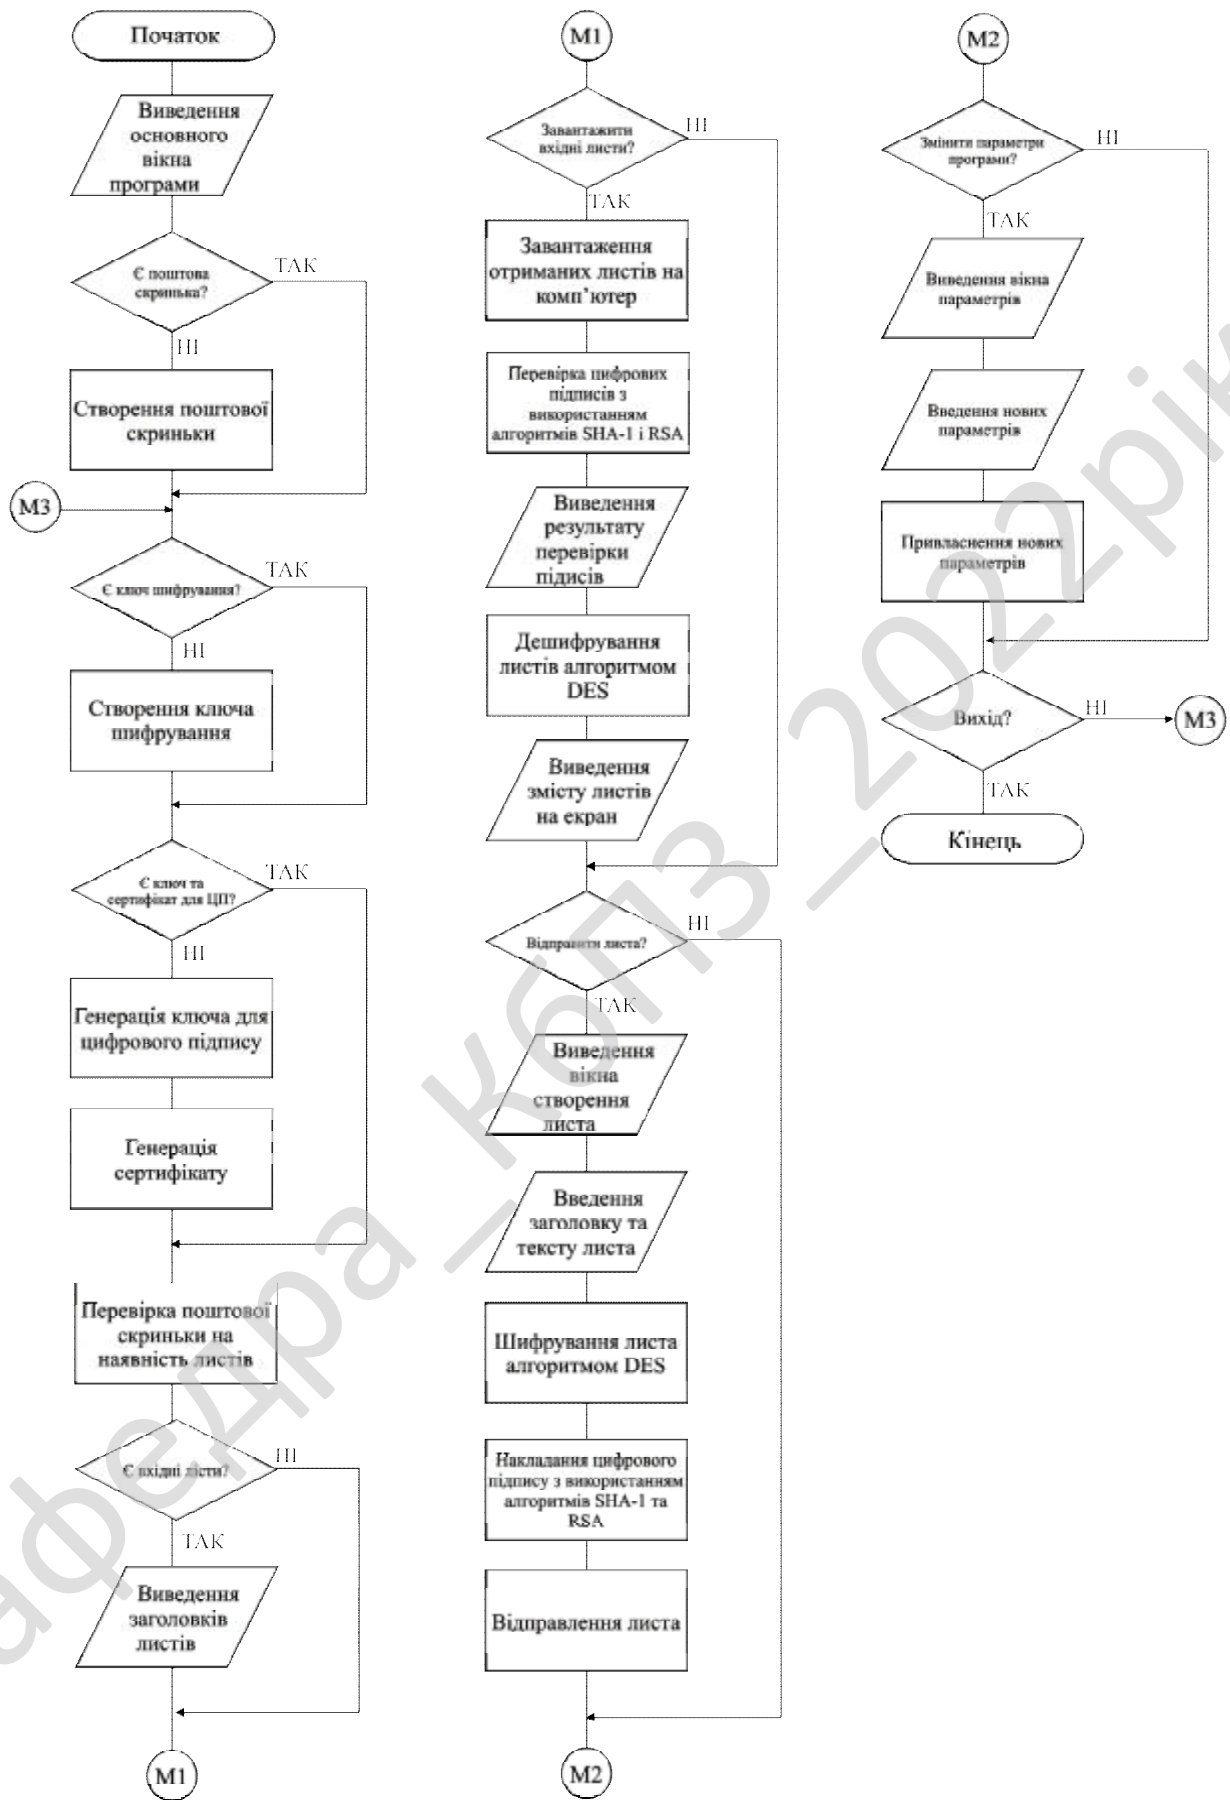 Початок
Виведення
основного
вікна
програми
Є поштова
скринька?
ТАК
НІ
Створення поштової
скриньки
М3
Є ключ шифрування?
ТАК
НІ
Створення ключа
шифрування
Є ключ та
сертифікат для ЦП?
ТАК
НІ
Генерація ключа для
цифрового підпису
Генерація
сертифікату
Перевірка поштової
скриньки на
наявність листів
Є вхідні лісти?
НІ
ТАК
Виведення
заголовків
листів
М1
М1
Завантажити
вхідні листи?
НІ
ТАК
Завантаження
отриманих листів на
комп’ютер
Перевірка цифрових
підписів з
використанням
алгоритмів SHA-1 і RSA
Виведення
результату
перевірки
підисів
Дешифрування
листів алгоритмом
DES
Виведення
змісту листів
на екран
Відправити листа?
НІ
ТАК
Виведення
вікна
створення
листа
Введення
заголовку та
тексту листа
Шифрування листа
алгоритмом DES
Накладання цифрового
підпису з використанням
алгоритмів SHA-1 та
RSA
Відправлення листа
М2
М2
Змінити параметри
програми?
НІ
ТАК
Виведення вікна
параметрів
Введення нових
параметрів
Привласнення нових
параметрів
Вихід?
НІ
М3
ТАК
Кінець
афедра_КбПЗ_2022рік